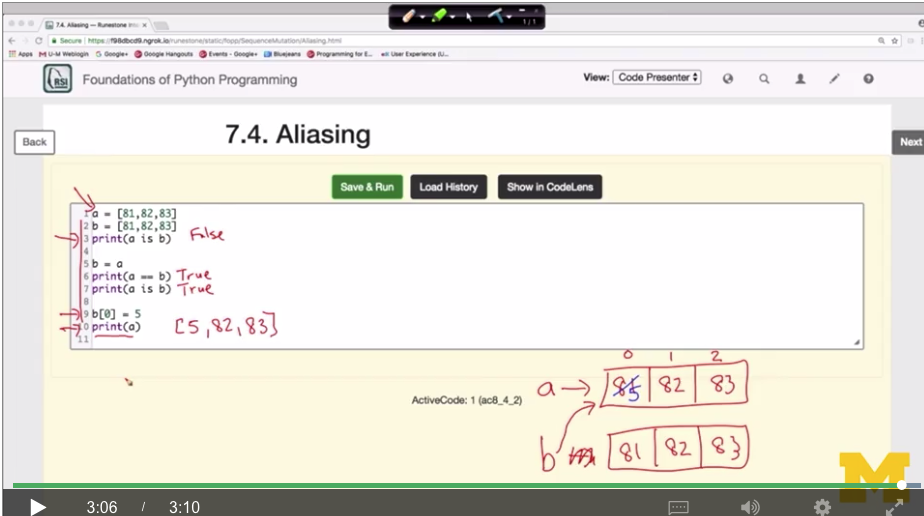 1/1
7.4. Aliasing — Runestone Int
Secure https://f98dbcd9.ngrok.io/runestone/static/fopp/SequenceMutation/Aliasing.html
Apps U-M Weblogin Google+ Google Hangouts Events - Google+ Bluejeans Programming for E... User Experience (U...
RSI Foundations of Python Programming View: Code Presenter
Back 7.4. Aliasing Next
Save & Run Load History Show in CodeLens
1 a = [81,82,83]
2 b = [81,82,83]
3 print(a is b) False
4
5 b = a
6 print(a == b) True
7 print(a is b) True
8
9 b[0] = 5
10 print(a) [5,82,83]
11
0 1 2
a 81 5 82 83
ActiveCode: 1 (ac8_4_2)
b 81 82 83
M
3:06 / 3:10